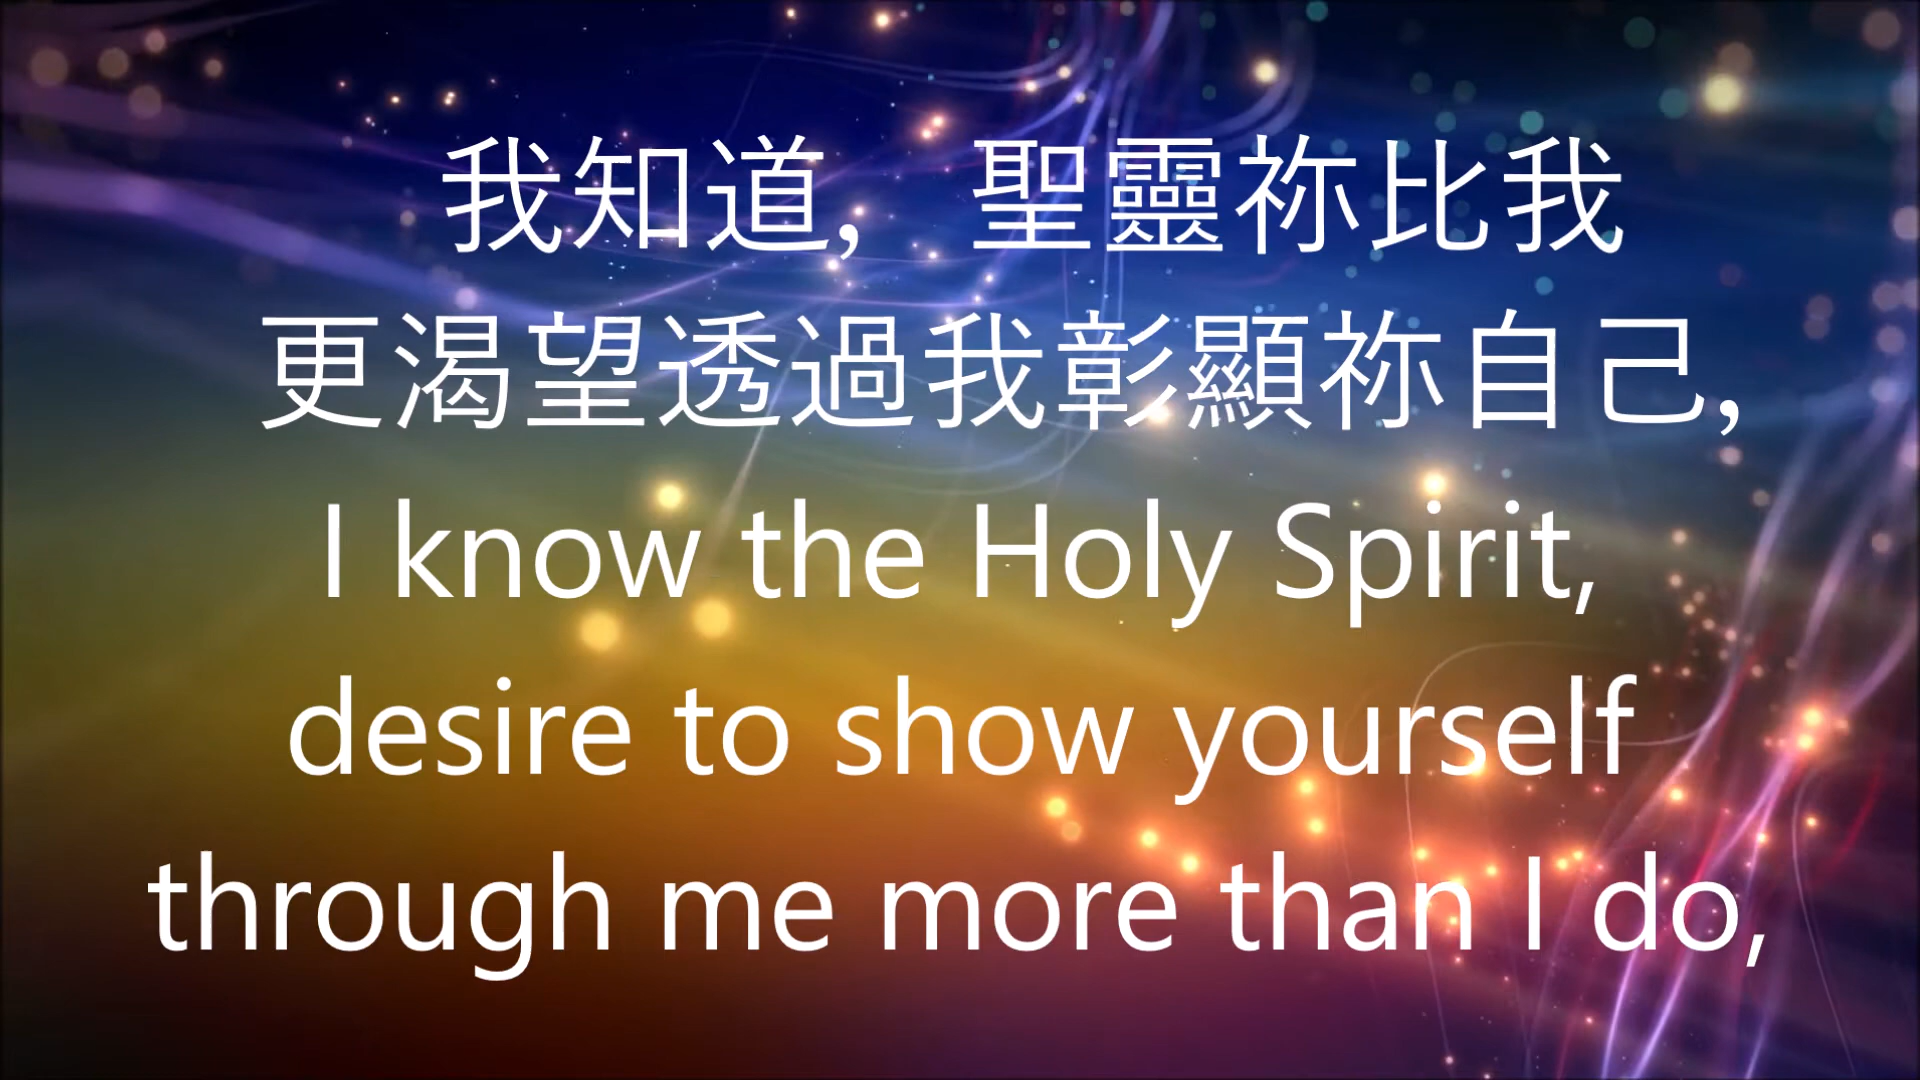 我知道，聖靈祢比我
更渴望透過我彰顯祢自己，
I know the Holy Spirit,
desire to show yourself
through me more than I do,